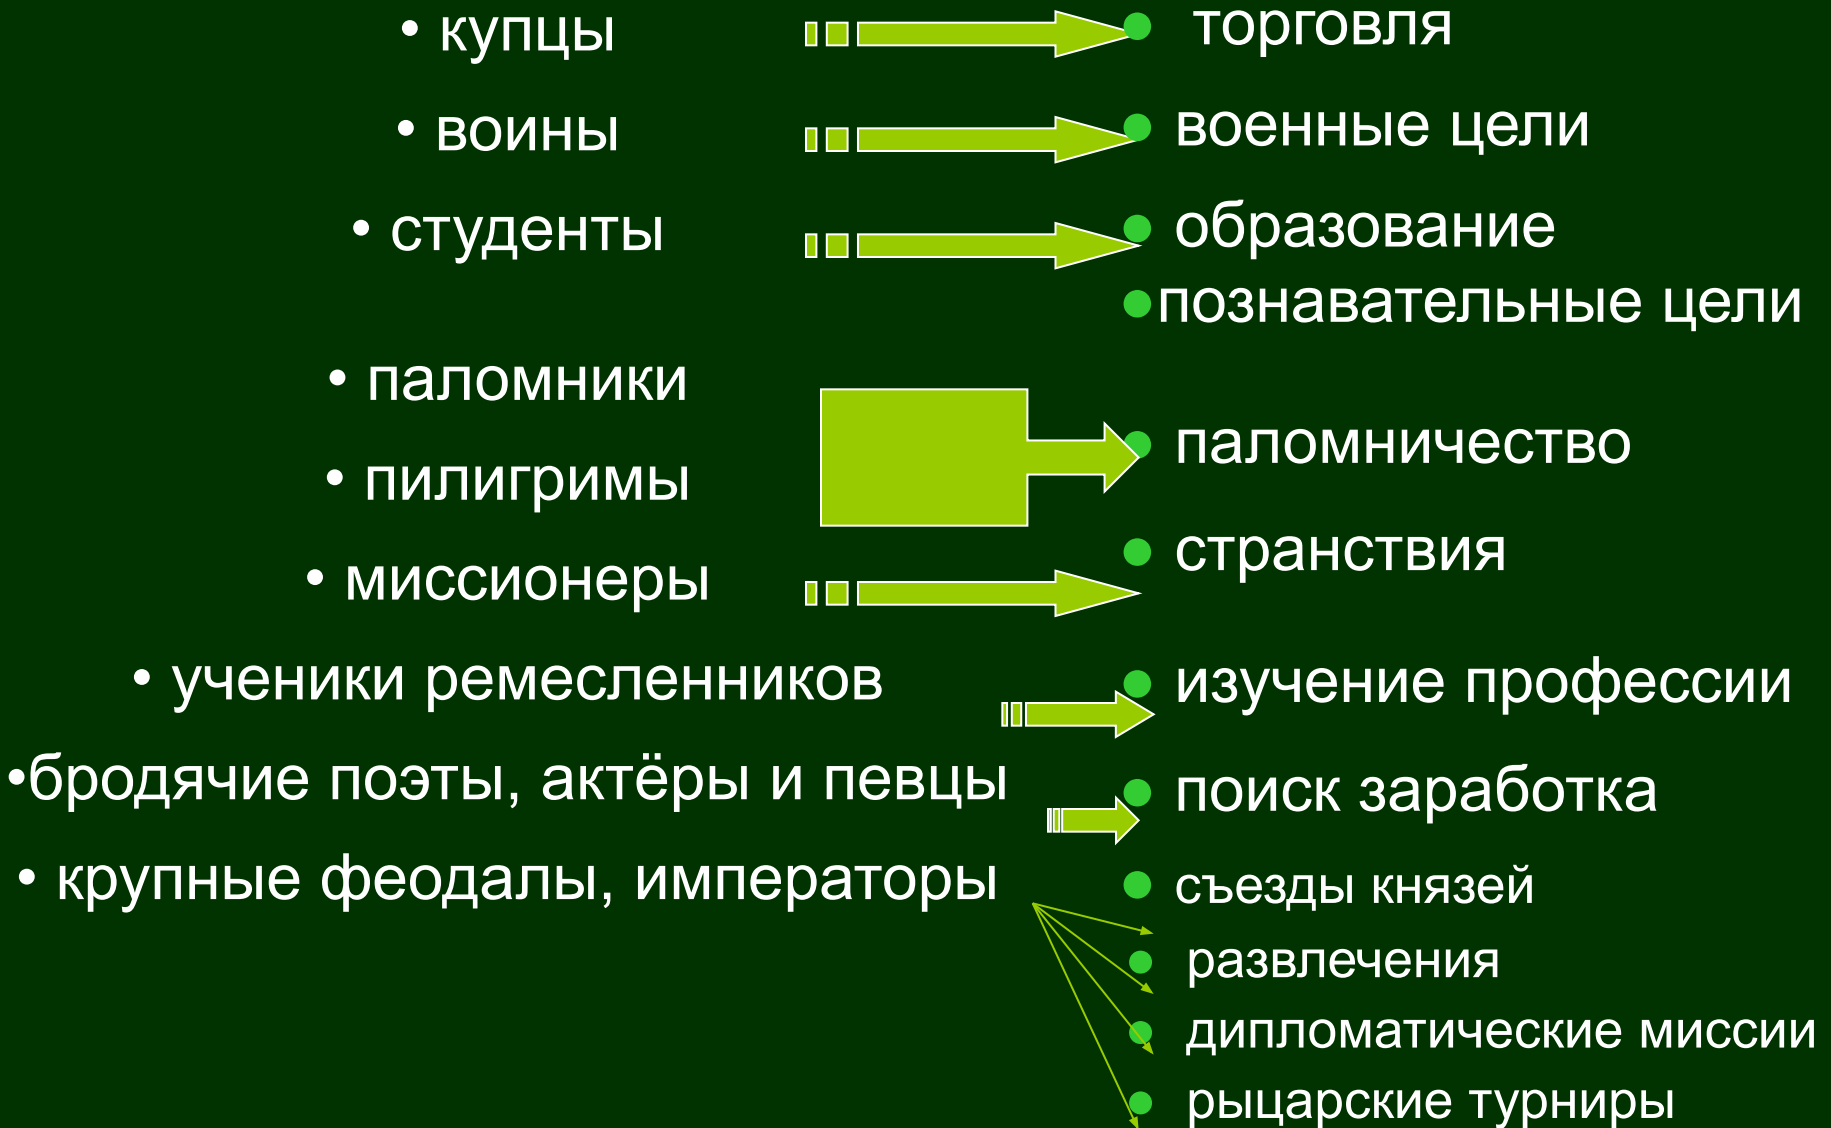 • купцы
• воины
• студенты
• паломники
• пилигримы
• миссионеры
• ученики ремесленников
•бродячие поэты, актёры и певцы
• крупные феодалы, императоры
• торговля
• военные цели
• образование
•познавательные цели
• паломничество
• странствия
• изучение профессии
• поиск заработка
• съезды князей
• развлечения
• дипломатические миссии
• рыцарские турниры